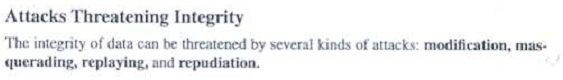 Attacks Threatening Integrity
The integrity of data can be threatened by several kinds of attacks: modification, mas-
querading, replaying, and repudiation.